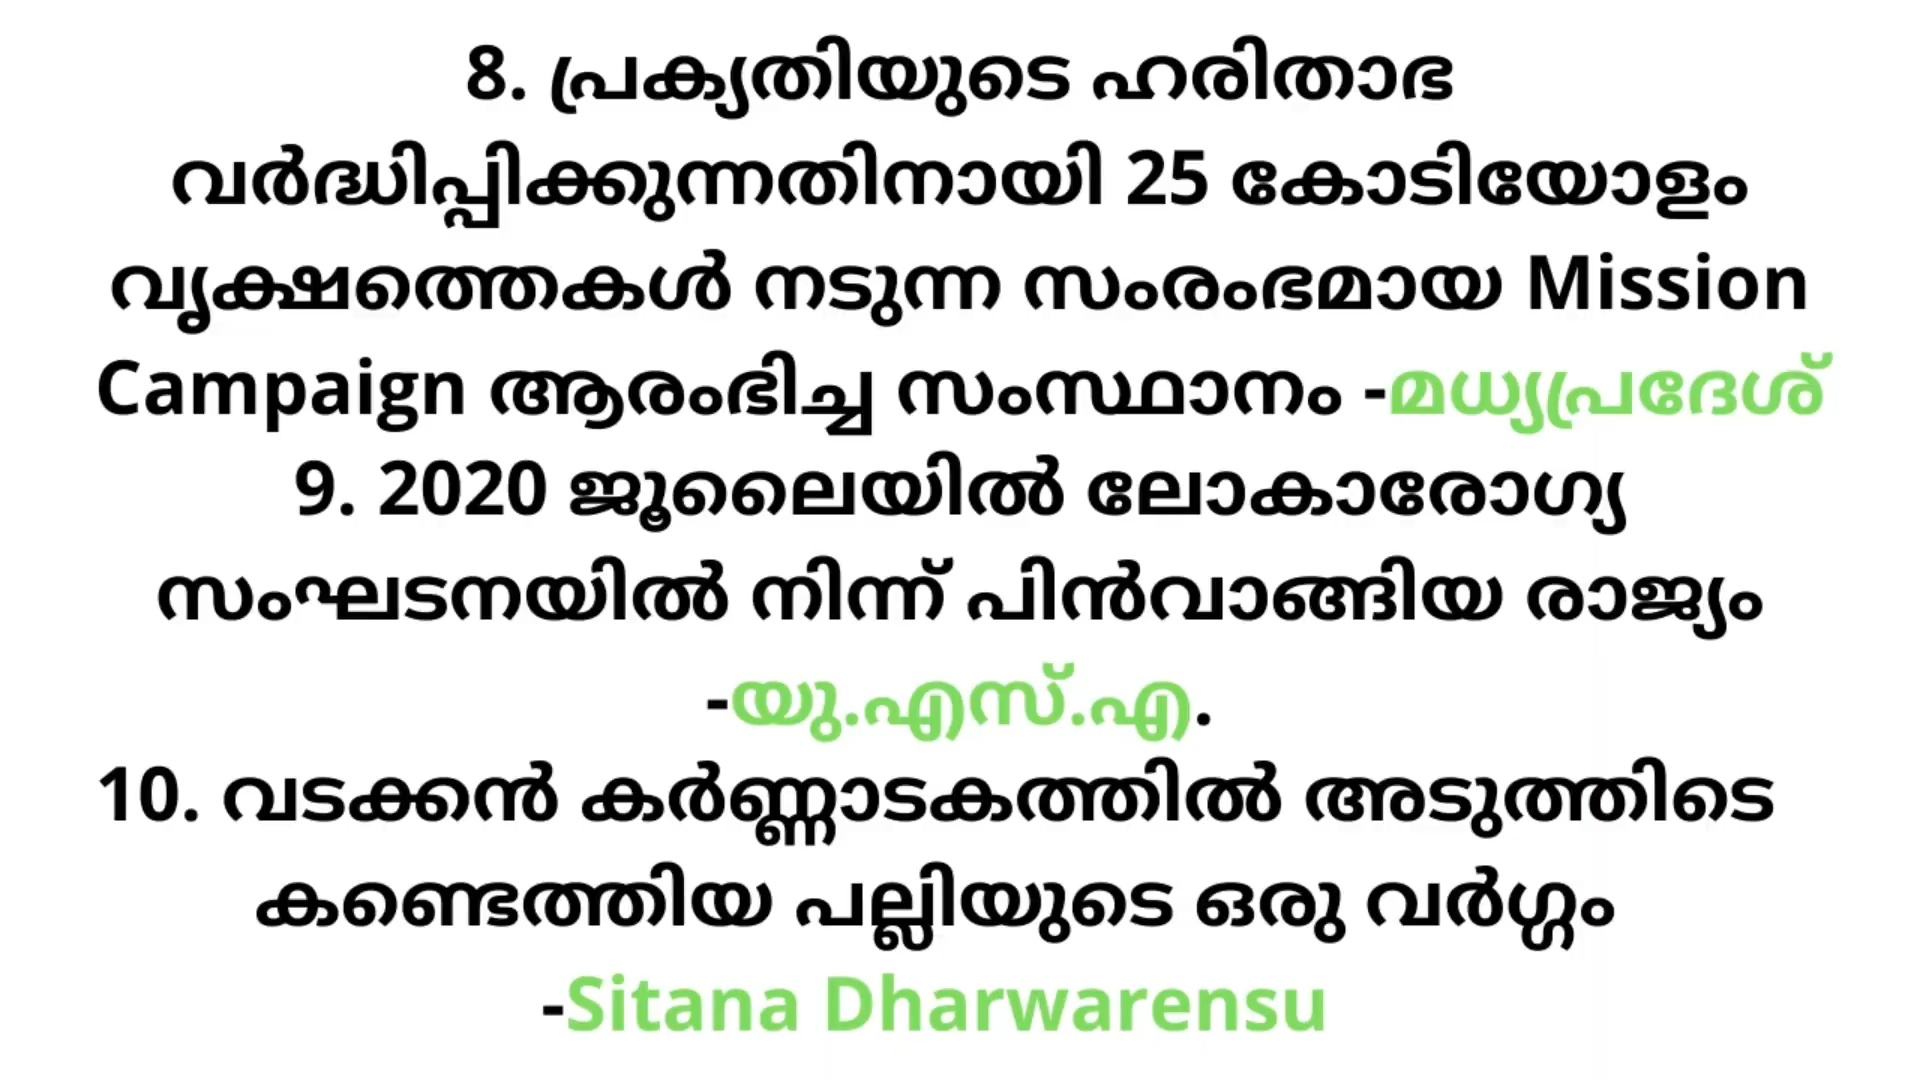 8. പ്രക്യതിയുടെ ഹരിതാഭ
വർദ്ധിപ്പിക്കുന്നതിനായി 25 കോടിയോളം
വൃക്ഷത്തൈകൾ നടുന്ന സംരംഭമായ Mission
Campaign ആരംഭിച്ച സംസ്ഥാനം -മധ്യപ്രദേശ്
9. 2020 ജൂലൈയിൽ ലോകാരോഗ്യ
സംഘടനയിൽ നിന്ന് പിൻവാങ്ങിയ രാജ്യം
-യു.എസ്.എ.
10. വടക്കൻ കർണ്ണാടകത്തിൽ അടുത്തിടെ
കണ്ടെത്തിയ പല്ലിയുടെ ഒരു വർഗ്ഗം
-Sitana Dharwarensu